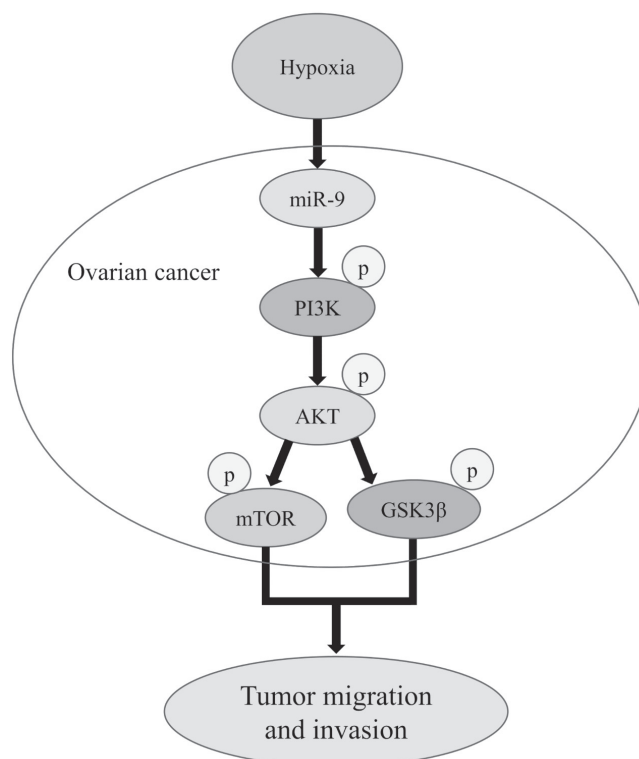 Hypoxia
miR-9
Ovarian cancer
p
PI3K
p
AKT
p
mTOR
p
GSK3β
Tumor migration
and invasion